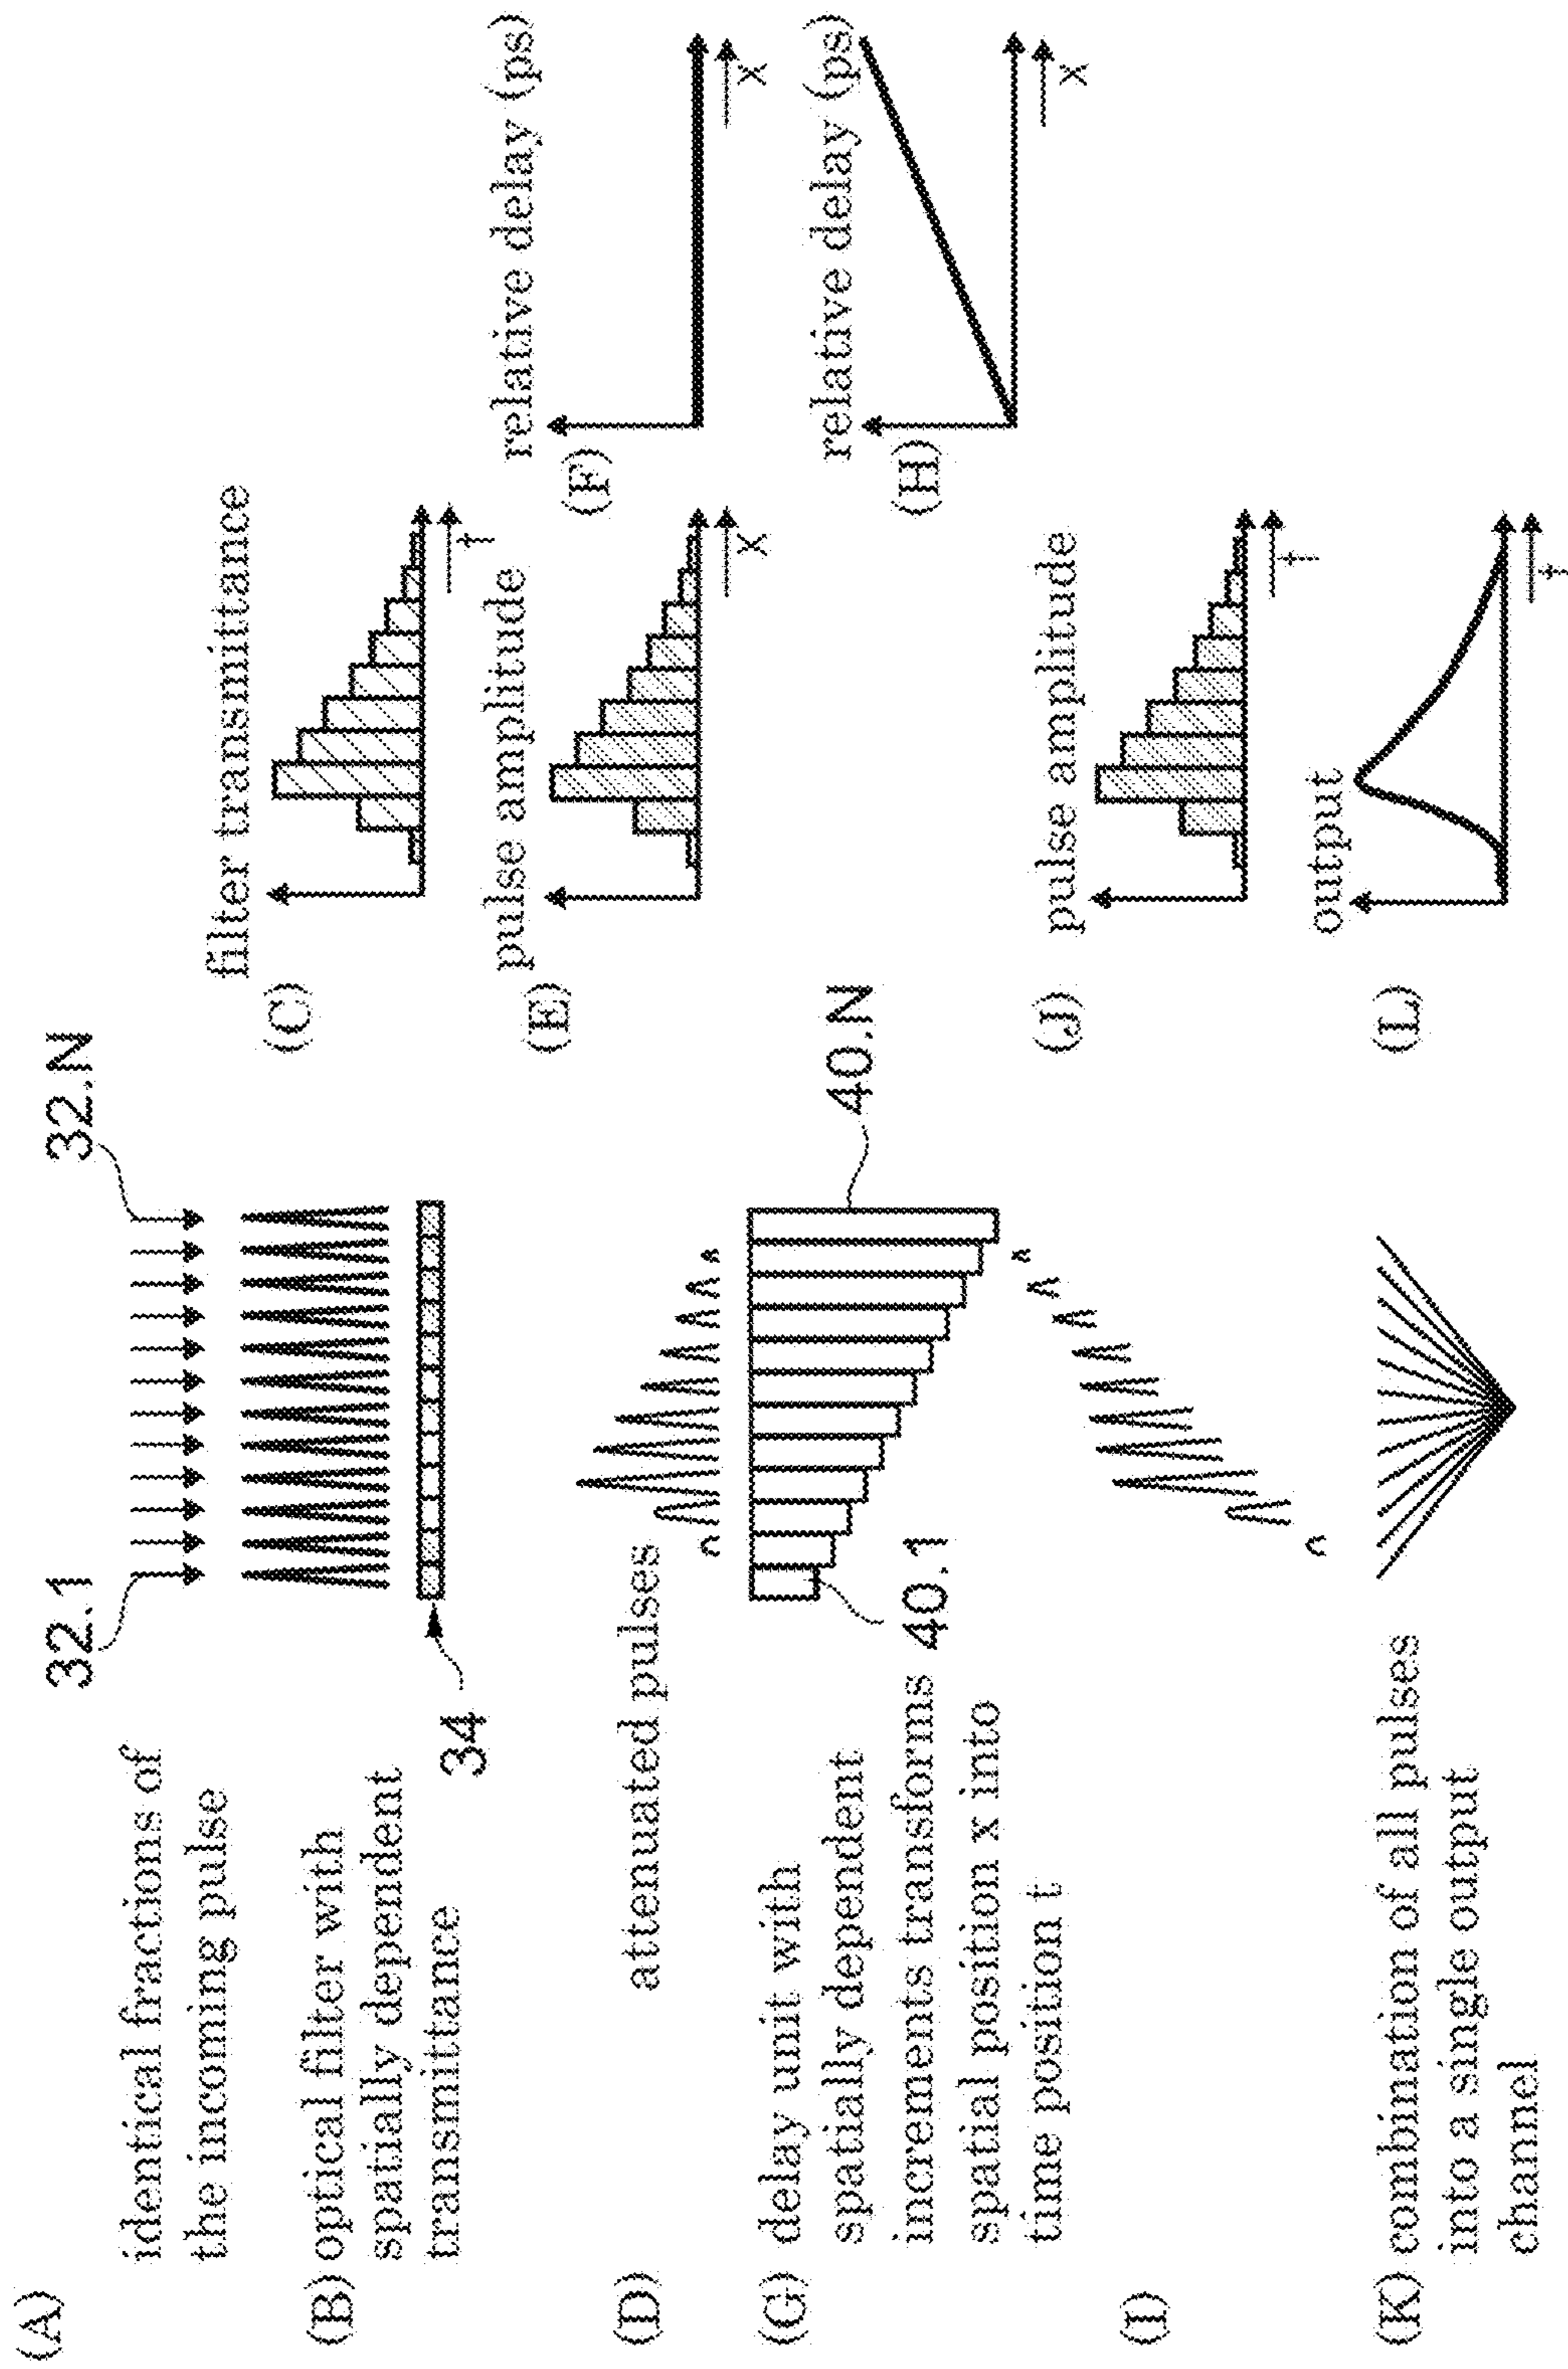 (A)
identical fractions of
the incoming pulse
32.1
32.N
(B) optical filter with
spatially dependent
transmittance
34
(C)
filter transmittance
f
(D)
attenuated pulses
(E)
pulse amplitude
x
(F)
relative delay (ps)
x
(G) delay unit with
spatially dependent
increments transforms
spatial position x into
time position t
40.1
40.N
(H)
relative delay (ps)
x
(I)
(J) pulse amplitude
t
(K) combination of all pulses
into a single output
channel
(L)
output
t